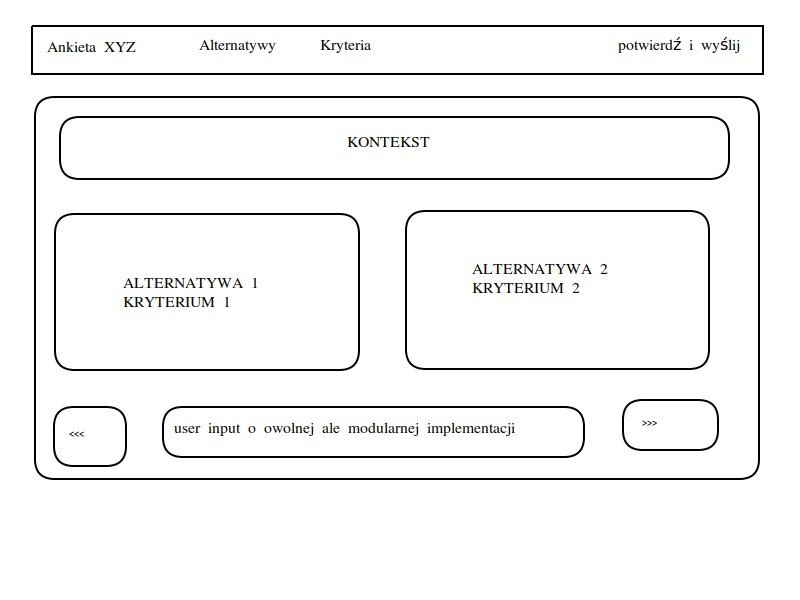 Ankieta XYZ Alternatywy Kryteria potwierdź i wyślij
KONTEKST
ALTERNATYWA 1
KRYTERIUM 1
ALTERNATYWA 2
KRYTERIUM 2
<<<
user input o owolnej ale modularnej implementacji
>>>